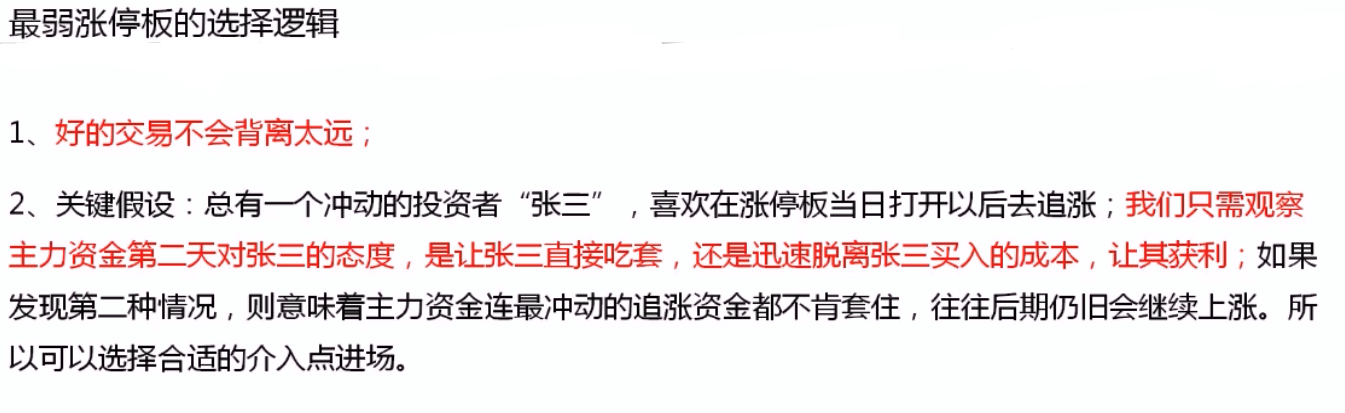 最弱涨停板的选择逻辑
1、好的交易不会背离太远；
2、关键假设：总有一个冲动的投资者“张三”，喜欢在涨停板当日打开以后去追涨；我们只需观察
主力资金第二天对张三的态度，是让张三直接吃套，还是迅速脱离张三买入的成本，让其获利；如果
发现第二种情况，则意味着主力资金连最冲动的追涨资金都不肯套住，往往后期仍旧会继续上涨。所
以可以选择合适的介入点进场。